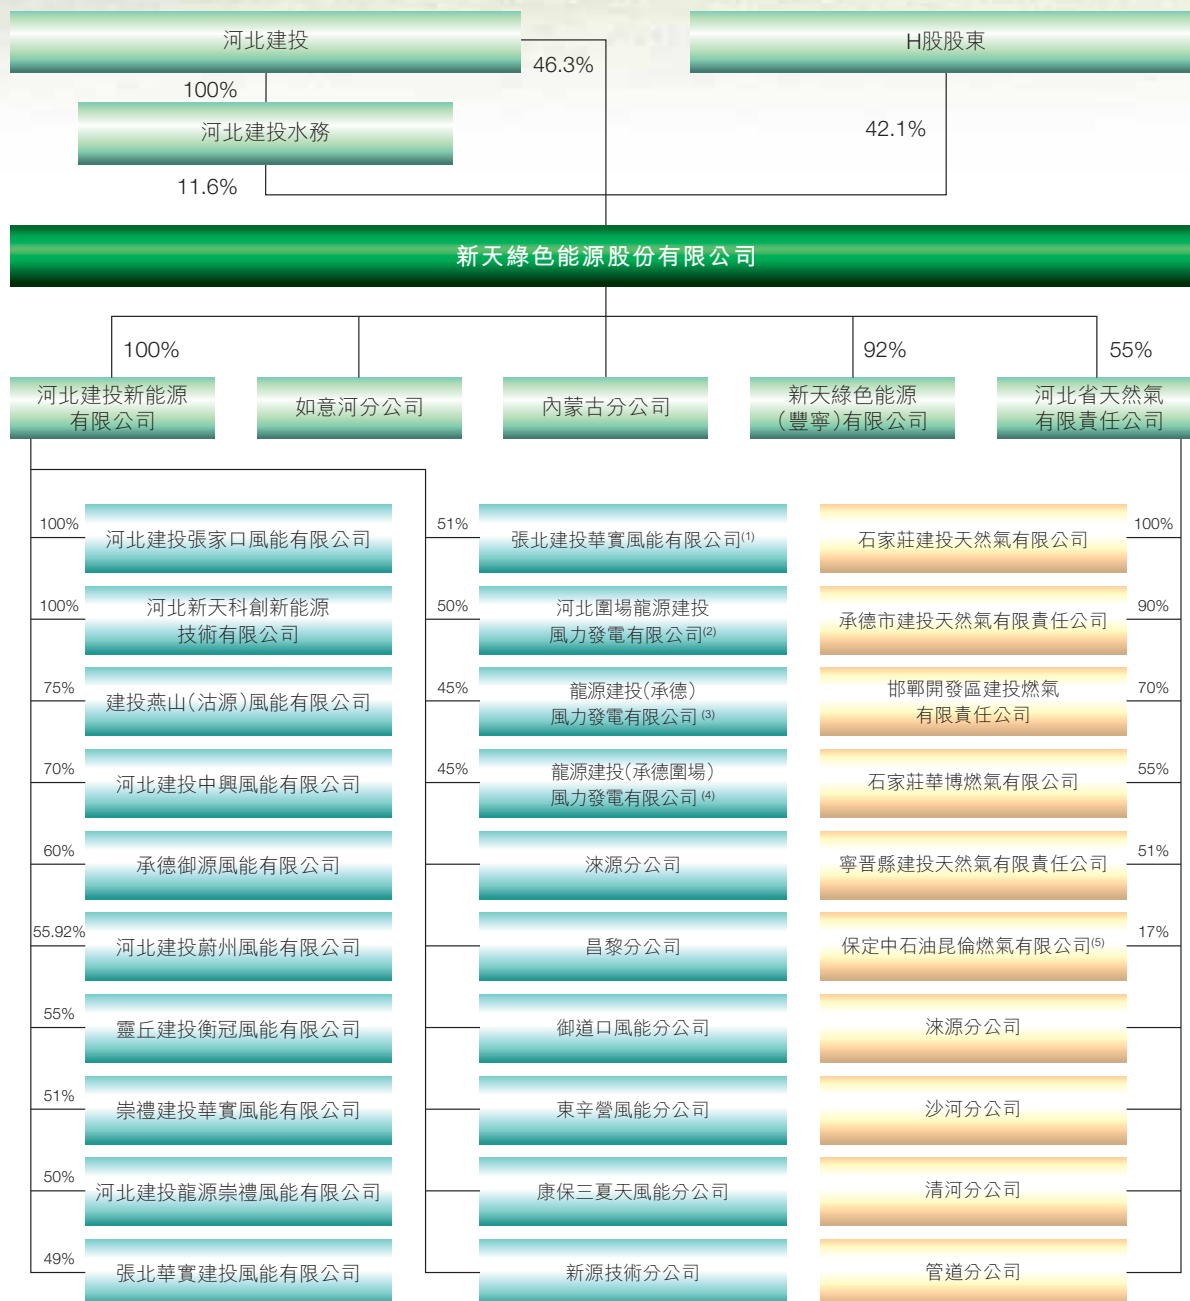 河北建投
H股股東
46.3%
100%
河北建投水務
42.1%
11.6%
新天綠色能源股份有限公司
100%
92%
55%
河北建投新能源
有限公司
如意河分公司
內蒙古分公司
新天綠色能源
(豐寧)有限公司
河北省天然氣
有限責任公司
100%
河北建投張家口風能有限公司
51%
張北建投華實風能有限公司(1)
石家莊建投天然氣有限公司
100%
100%
河北新天科創新能源
技術有限公司
50%
河北圍場龍源建投
風力發電有限公司(2)
承德市建投天然氣有限責任公司
90%
75%
建投燕山(沽源)風能有限公司
45%
龍源建投(承德)
風力發電有限公司(3)
邯鄲開發區建投燃氣
有限責任公司
70%
70%
河北建投中興風能有限公司
45%
龍源建投(承德圍場)
風力發電有限公司(4)
石家莊華博燃氣有限公司
55%
60%
承德御源風能有限公司
淶源分公司
寧晉縣建投天然氣有限責任公司
51%
55.92%
河北建投蔚州風能有限公司
昌黎分公司
保定中石油昆倫燃氣有限公司(5)
17%
55%
靈丘建投衡冠風能有限公司
御道口風能分公司
淶源分公司
51%
崇禮建投華實風能有限公司
東辛營風能分公司
沙河分公司
50%
河北建投龍源崇禮風能有限公司
康保三夏天風能分公司
清河分公司
49%
張北華實建投風能有限公司
新源技術分公司
管道分公司